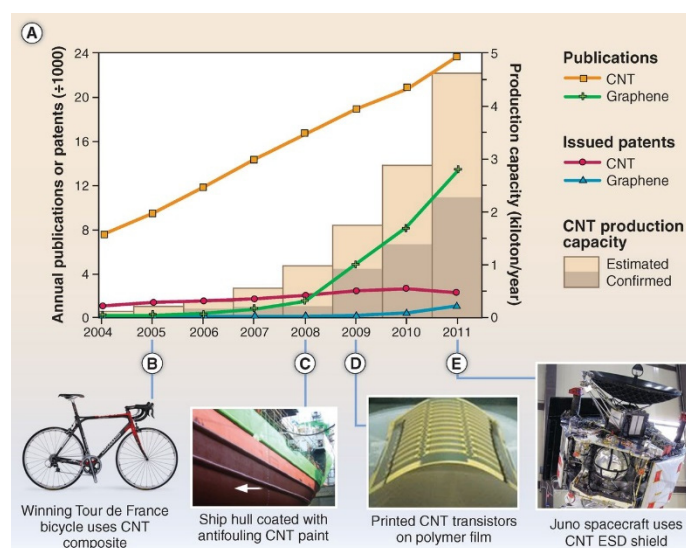 A
Annual publications or patents (÷1000)
24
20
16
12
8
4
0
5
4
3
2
1
0
Production capacity (kiloton/year)
2004 2005 2006 2007 2008 2009 2010 2011
Publications
CNT
Graphene
Issued patents
CNT
Graphene
CNT production
capacity
Estimated
Confirmed
B
C
D
E
Winning Tour de France
bicycle uses CNT
composite
Ship hull coated with
antifouling CNT paint
Printed CNT transistors
on polymer film
Juno spacecraft uses
CNT ESD shield